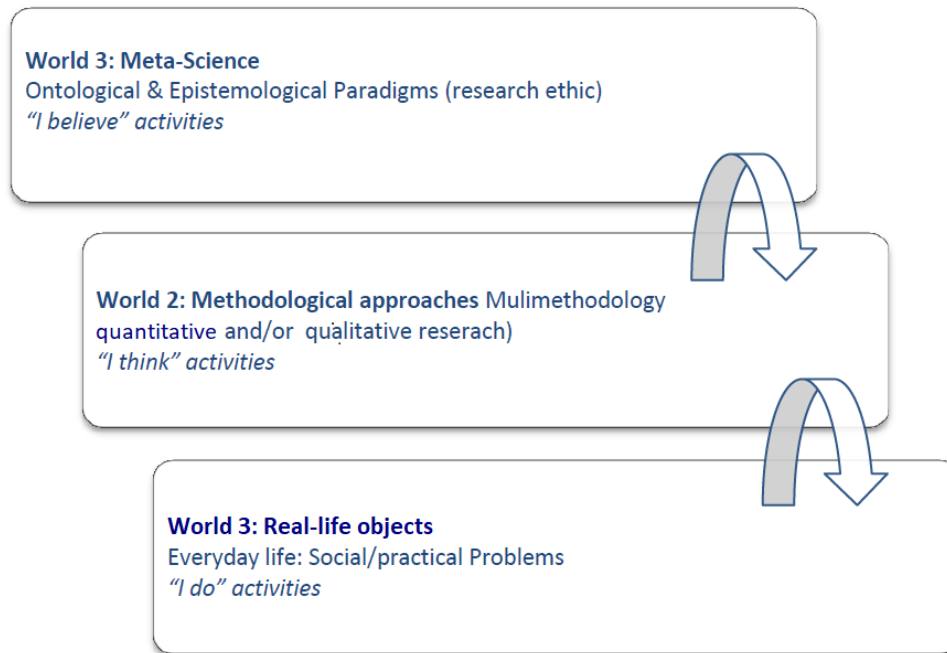 World 3: Meta-Science
Ontological & Epistemological Paradigms (research ethic)
“I believe” activities
World 2: Methodological approaches Mulimethodology
quantitative and/or qualitative reserach)
“I think” activities
World 3: Real-life objects
Everyday life: Social/practical Problems
“I do” activities